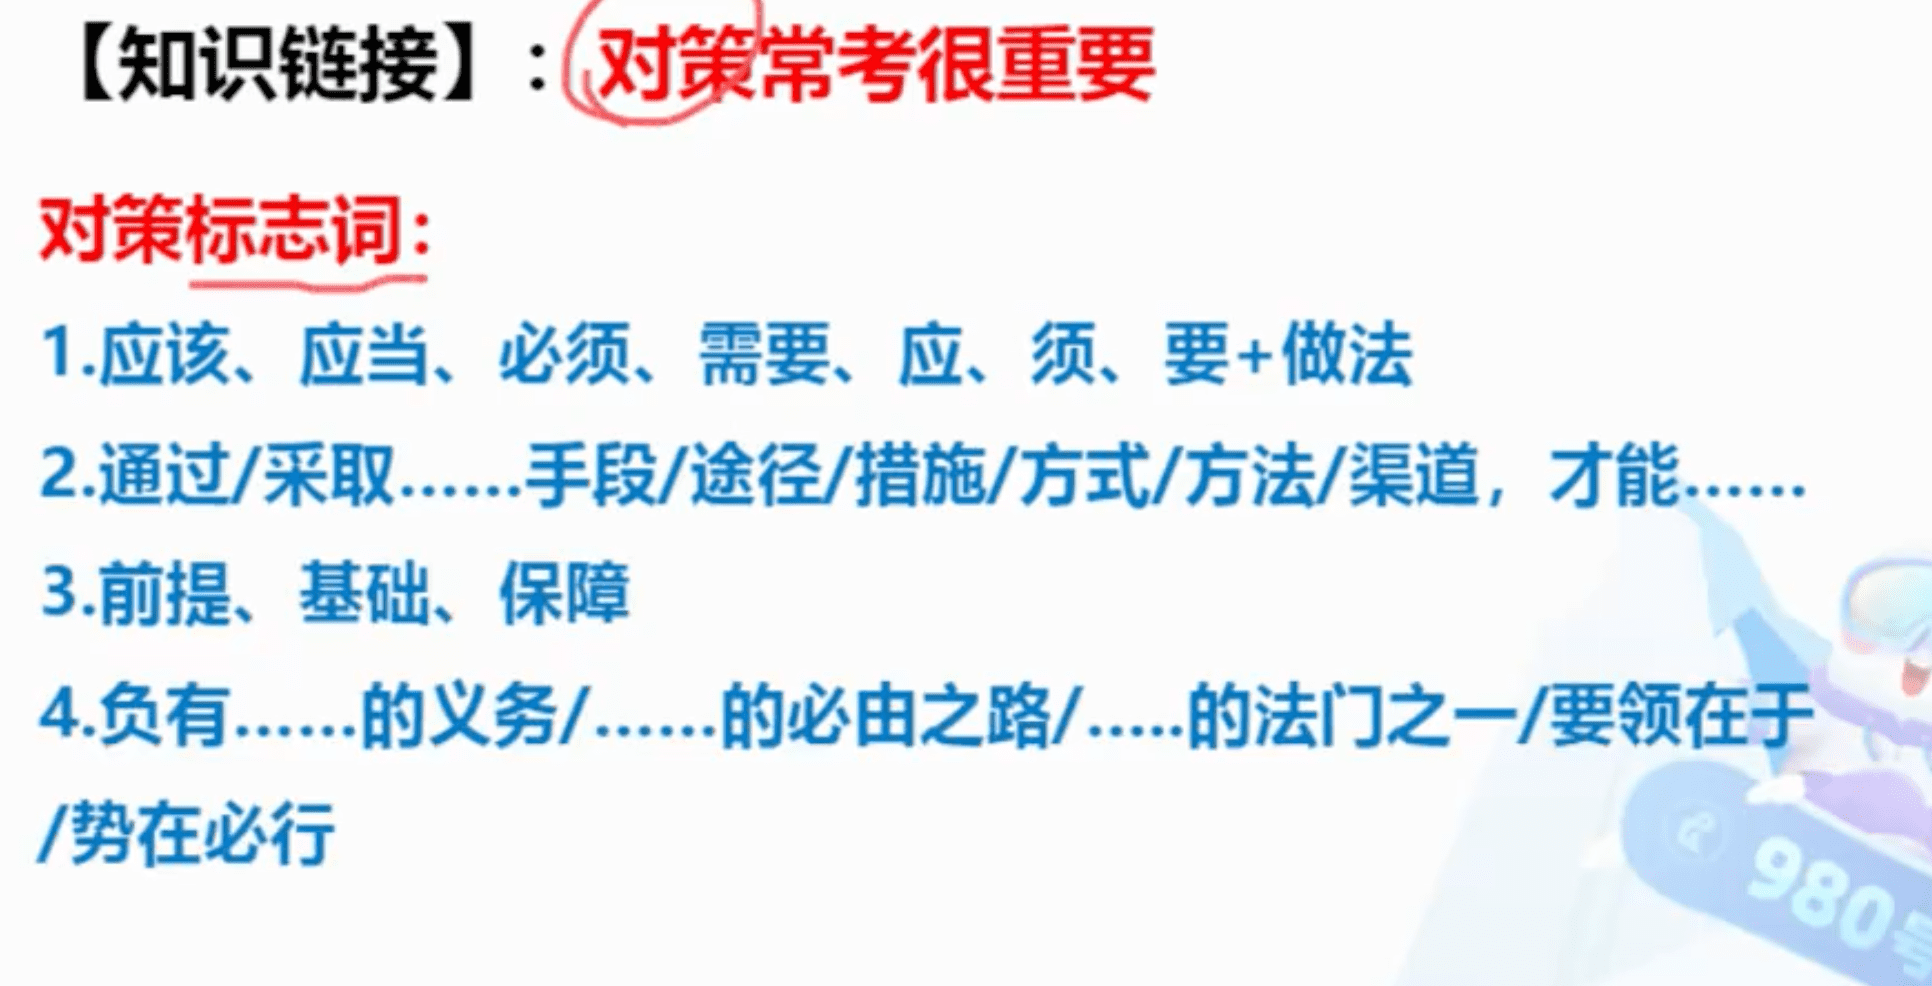 【知识链接】：对策常考很重要
对策标志词：
1.应该、应当、必须、需要、应、须、要+做法
2.通过/采取……手段/途径/措施/方式/方法/渠道，才能……
3.前提、基础、保障
4.负有……的义务/……的必由之路/…..的法门之一/要领在于
/势在必行
980号